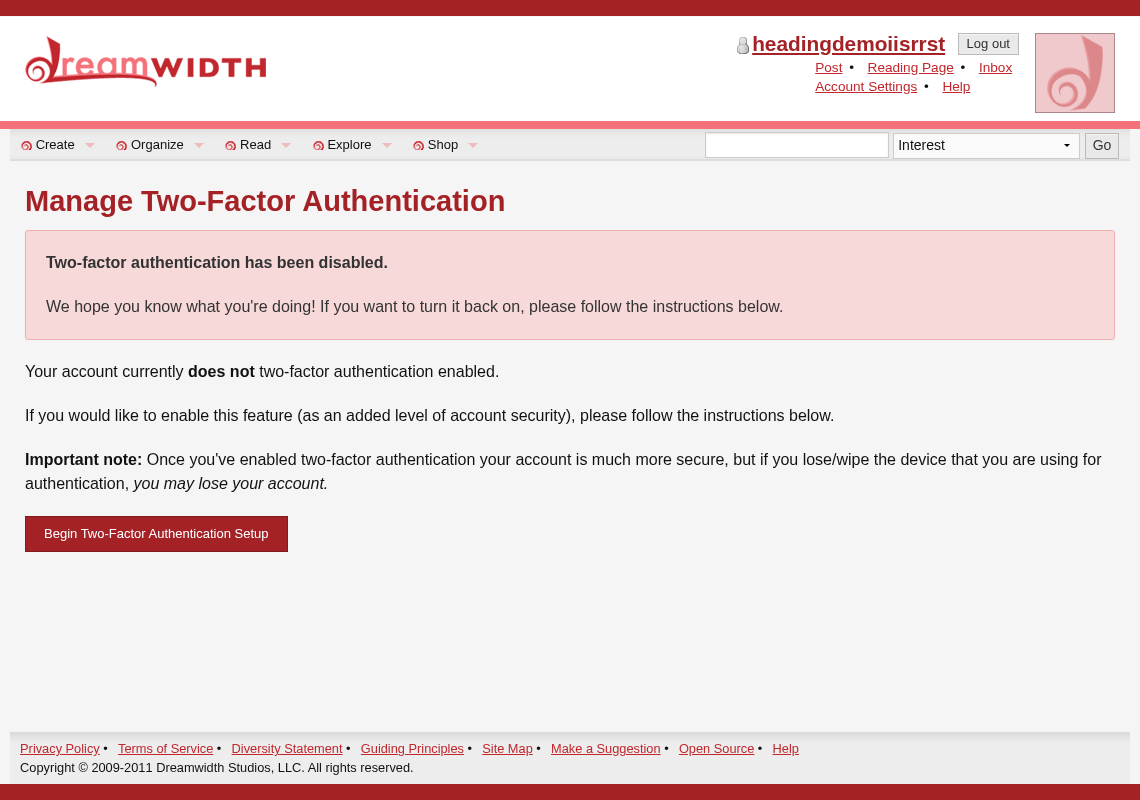 dreamWIDTH
headingdemoiisrrst Log out
Post • Reading Page • Inbox
Account Settings • Help
Create Organize Read Explore Shop Interest Go
Manage Two-Factor Authentication
Two-factor authentication has been disabled.
We hope you know what you're doing! If you want to turn it back on, please follow the instructions below.
Your account currently does not two-factor authentication enabled.
If you would like to enable this feature (as an added level of account security), please follow the instructions below.
Important note: Once you've enabled two-factor authentication your account is much more secure, but if you lose/wipe the device that you are using for
authentication, you may lose your account.
Begin Two-Factor Authentication Setup
Privacy Policy • Terms of Service • Diversity Statement • Guiding Principles • Site Map • Make a Suggestion • Open Source • Help
Copyright © 2009-2011 Dreamwidth Studios, LLC. All rights reserved.